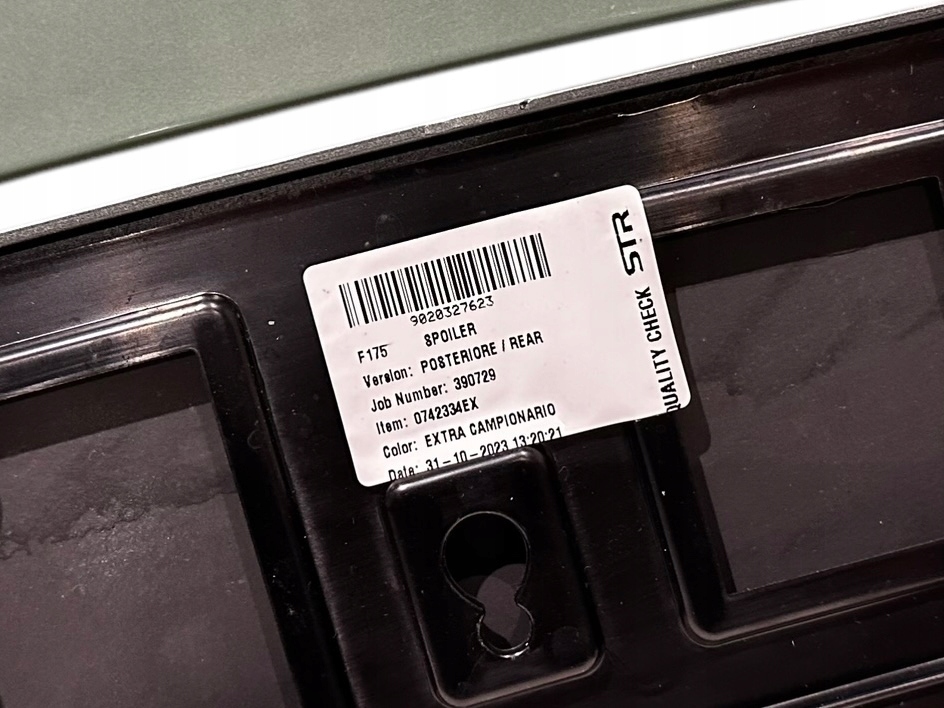 9020327623
F175 SPOILER
Version: POSTERIORE / REAR
Job Number: 390729
Item: 0742334EX
Color: EXTRA CAMPIONARIO
Date: 31-10-2023 13:20:21
QUALITY CHECK STR